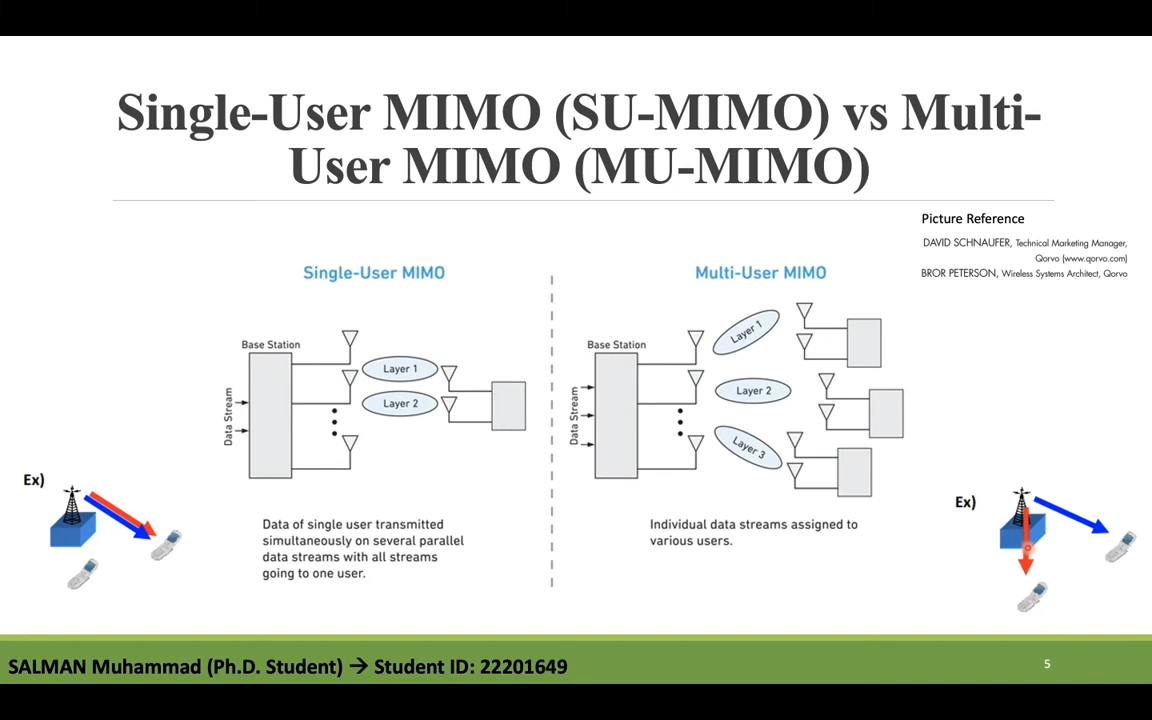 Single-User MIMO (SU-MIMO) vs Multi-
User MIMO (MU-MIMO)
Picture Reference
DAVID SCHNAUFER, Technical Marketing Manager,
Qorvo (www.qorvo.com)
BROR PETERSON, Wireless Systems Architect, Qorvo
Single-User MIMO
Base Station
Data Stream
Layer 1
Layer 2
Data of single user transmitted
simultaneously on several parallel
data streams with all streams
going to one user.
Ex)
Multi-User MIMO
Base Station
Data Stream
Layer 1
Layer 2
Layer 3
Individual data streams assigned to
various users.
Ex)
SALMAN Muhammad (Ph.D. Student) → Student ID: 22201649
5